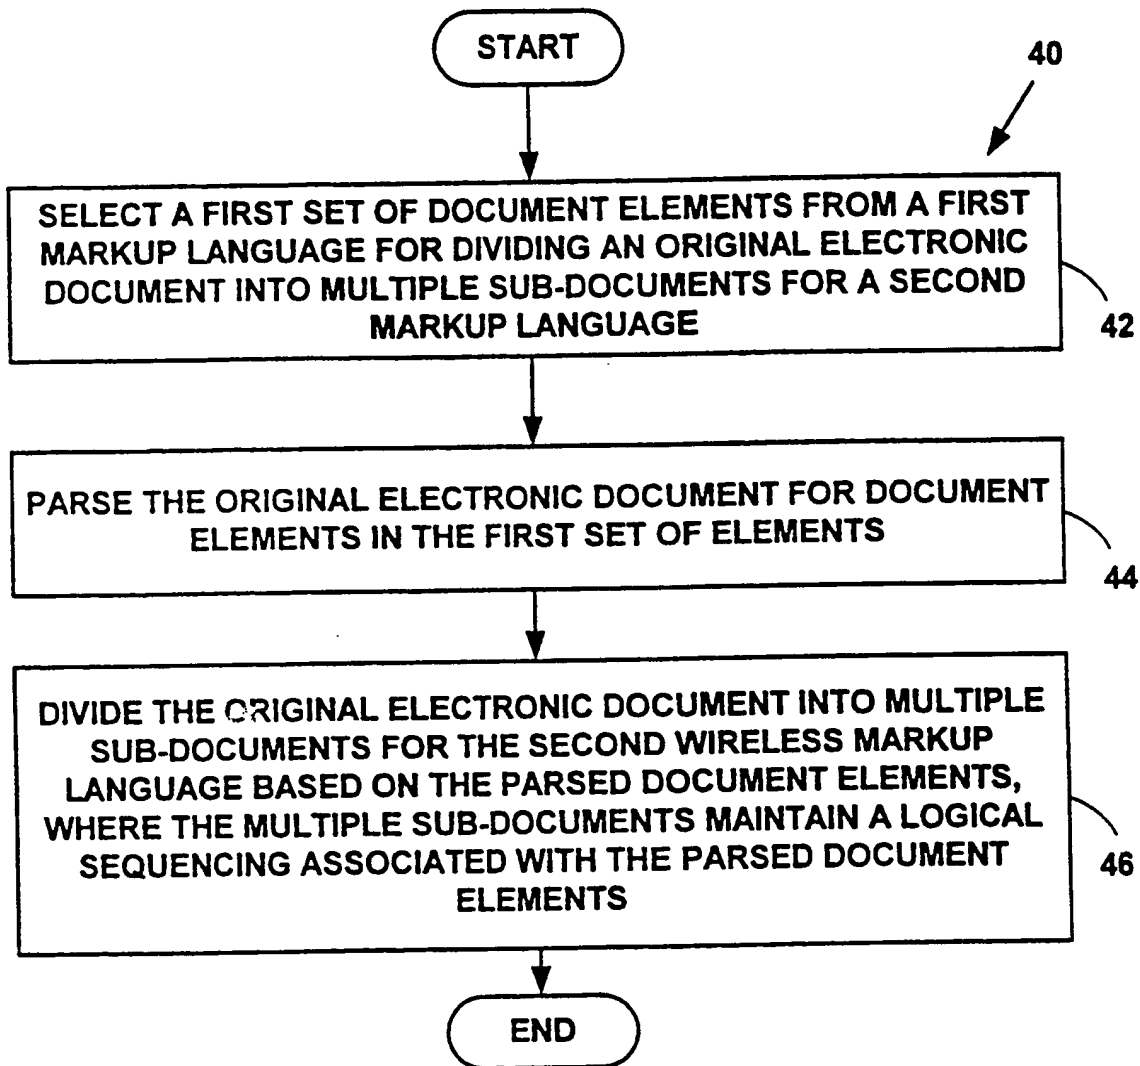 START
40
SELECT A FIRST SET OF DOCUMENT ELEMENTS FROM A FIRST
MARKUP LANGUAGE FOR DIVIDING AN ORIGINAL ELECTRONIC
DOCUMENT INTO MULTIPLE SUB-DOCUMENTS FOR A SECOND
MARKUP LANGUAGE
42
PARSE THE ORIGINAL ELECTRONIC DOCUMENT FOR DOCUMENT
ELEMENTS IN THE FIRST SET OF ELEMENTS
44
DIVIDE THE ORIGINAL ELECTRONIC DOCUMENT INTO MULTIPLE
SUB-DOCUMENTS FOR THE SECOND WIRELESS MARKUP
LANGUAGE BASED ON THE PARSED DOCUMENT ELEMENTS,
WHERE THE MULTIPLE SUB-DOCUMENTS MAINTAIN A LOGICAL
SEQUENCING ASSOCIATED WITH THE PARSED DOCUMENT
ELEMENTS
46
END